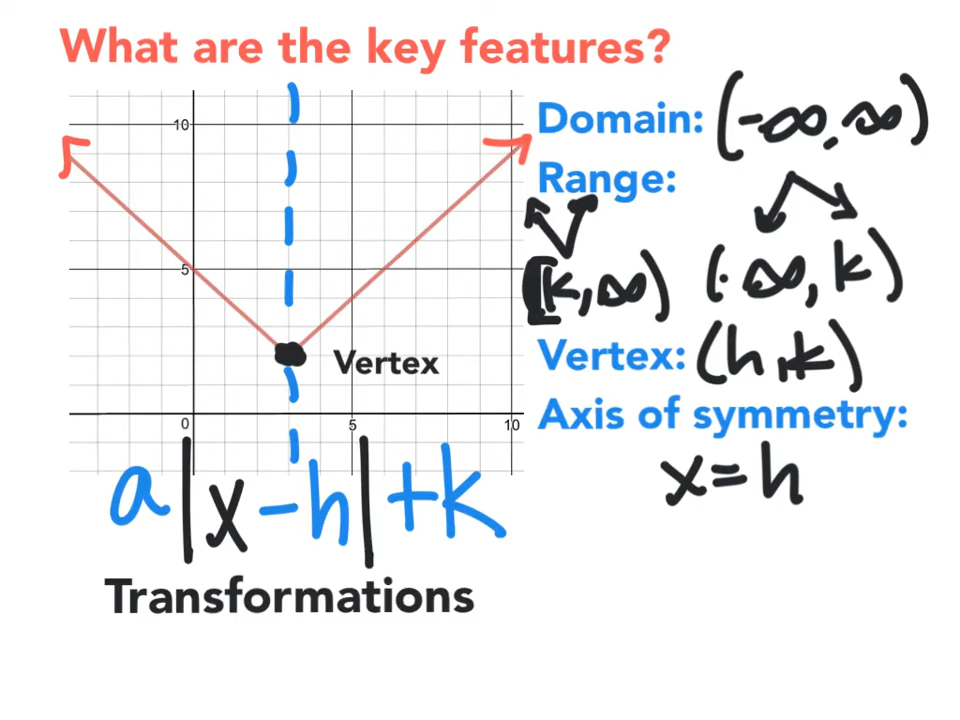 What are the key features?
10
5
0
5
10
Vertex
Domain: (-∞,∞)
Range:
[k,∞) (-∞,k)
Vertex: (h,k)
Axis of symmetry:
x=h
a|x-h|+k
Transformations